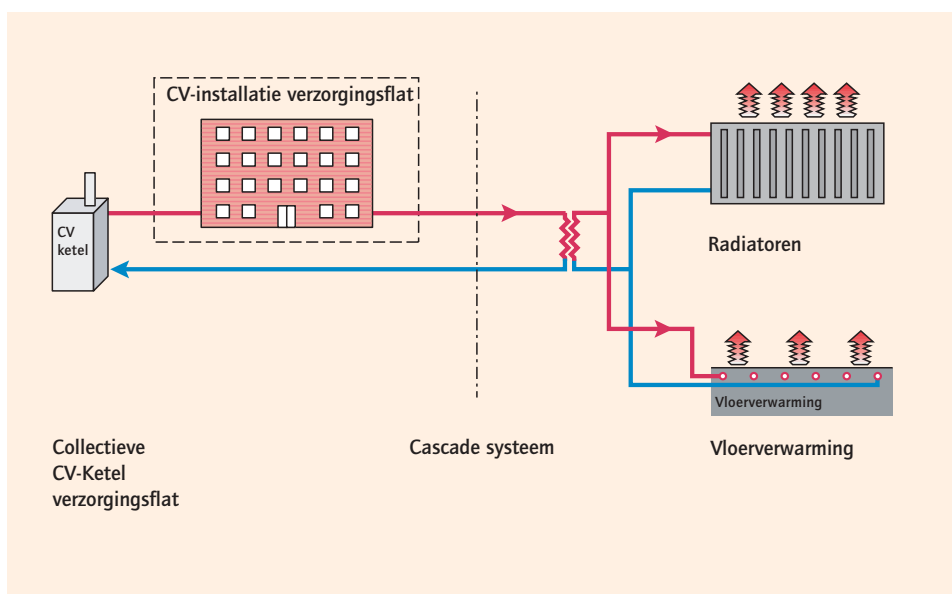 CV-installatie verzorgingsflat
CV
ketel
Radiatoren
Vloerverwarming
Collectieve
CV-Ketel
verzorgingsflat
Cascade systeem
Vloerverwarming